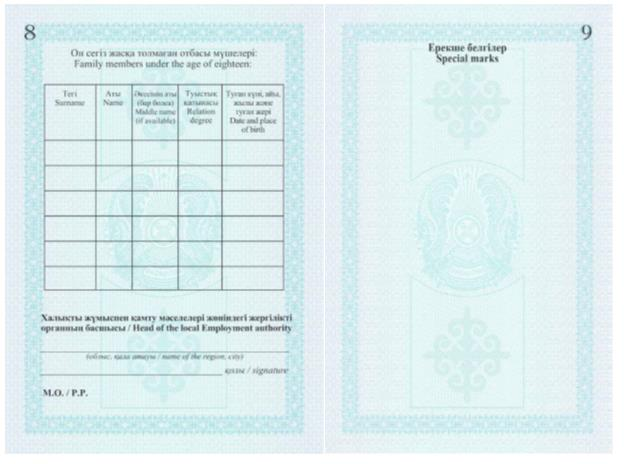 8
Он сегіз жасқа толмаған отбасы мүшелері:
Family members under the age of eighteen:
Тегі
Surname
Аты
Name
Әкесінің аты
(бар болса)
Middle name
(if available)
Туыстық
қатынасы
Relation
degree
Туған күні, айы,
жылы және
туған жері
Date and place
of birth
Халықты жұмыспен қамту мәселелері жөніндегі жергілікті
органның басшысы / Head of the local Employment authority
(облыс, қала атауы / name of the region, city)
қолы / signature
М.О. / P.P.
9
Ерекше белгілер
Special marks